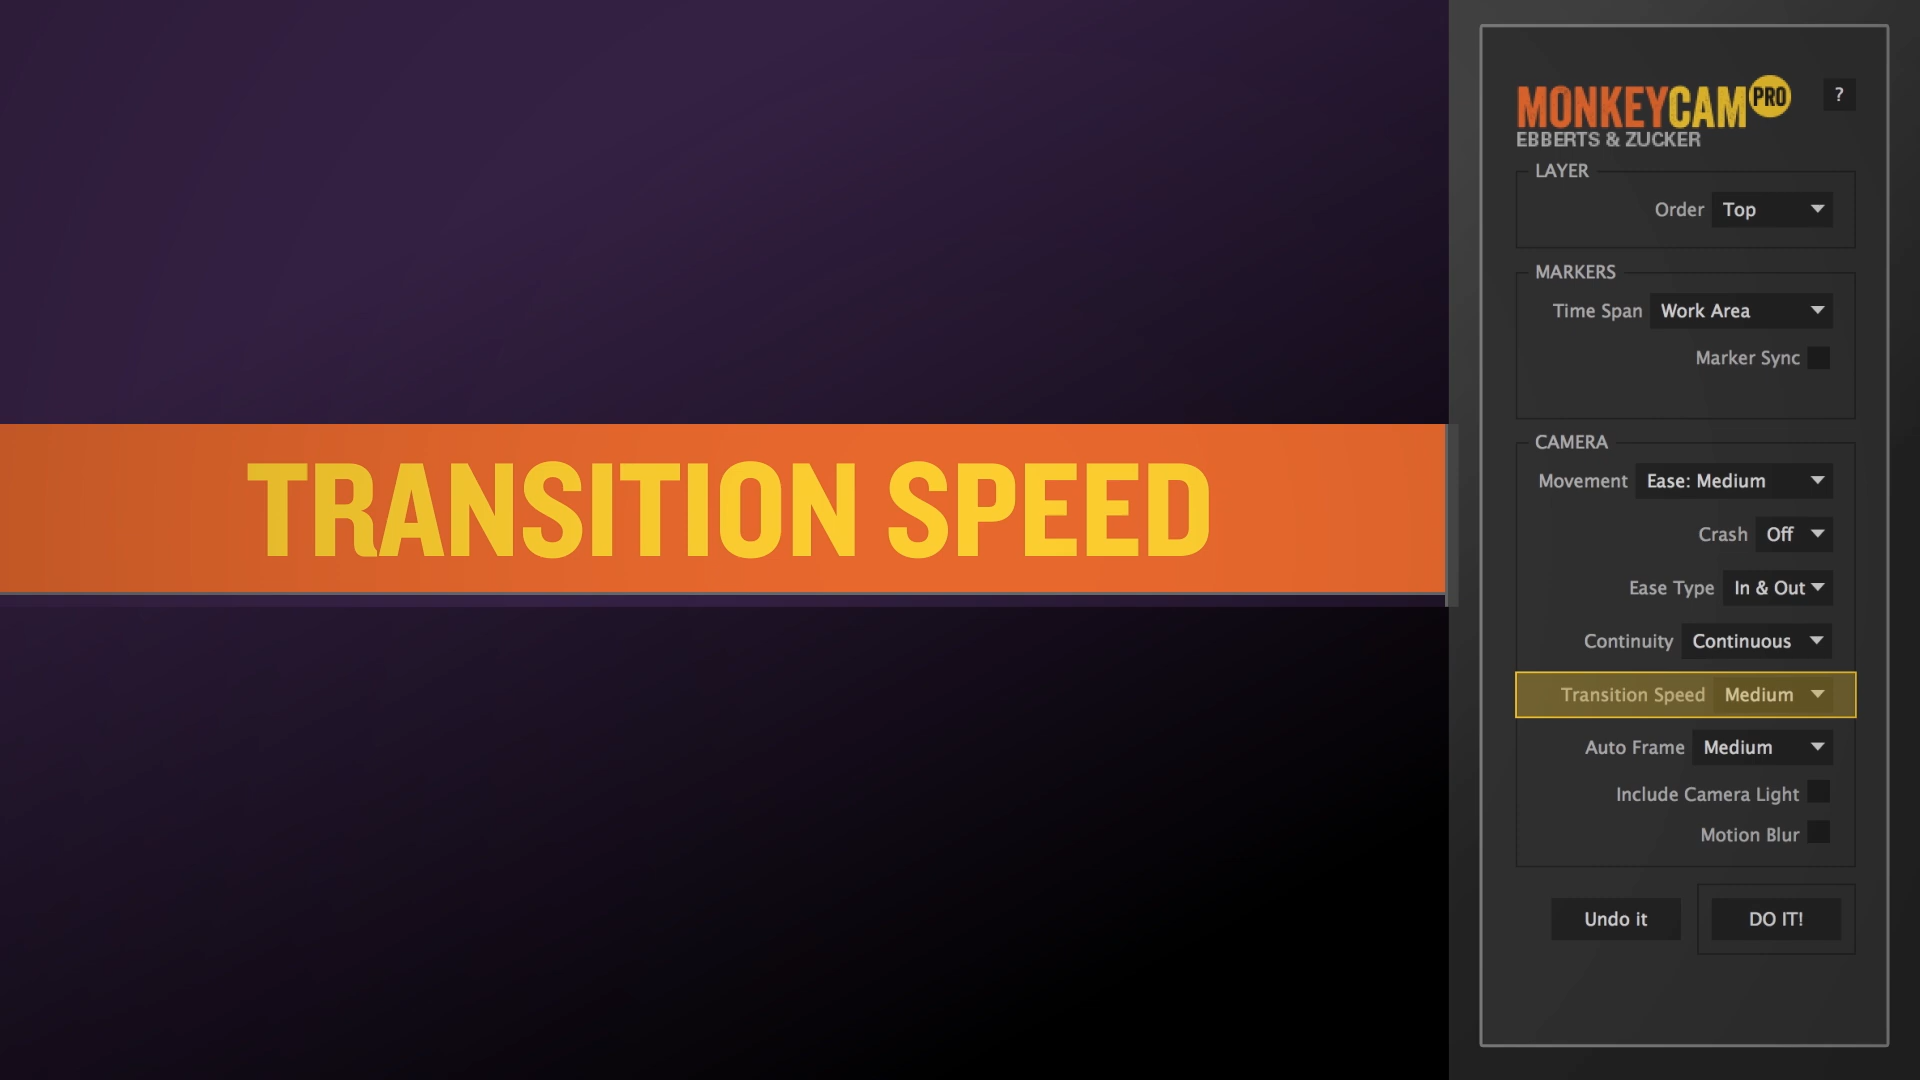 TRANSITION SPEED
MONKEYCAM PRO
?
EBBERTS & ZUCKER
LAYER
Order Top
MARKERS
Time Span Work Area
Marker Sync
CAMERA
Movement Ease: Medium
Crash Off
Ease Type In & Out
Continuity Continuous
Transition Speed Medium
Auto Frame Medium
Include Camera Light
Motion Blur
Undo it DO IT!